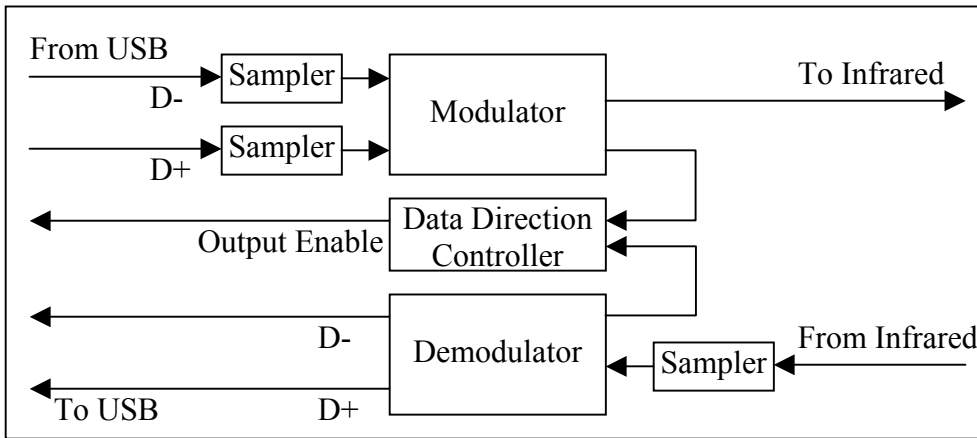 From USB
Sampler
To Infrared
D-
Modulator
Sampler
D+
Data Direction
Controller
Output Enable
D-
Demodulator
From Infrared
Sampler
To USB
D+